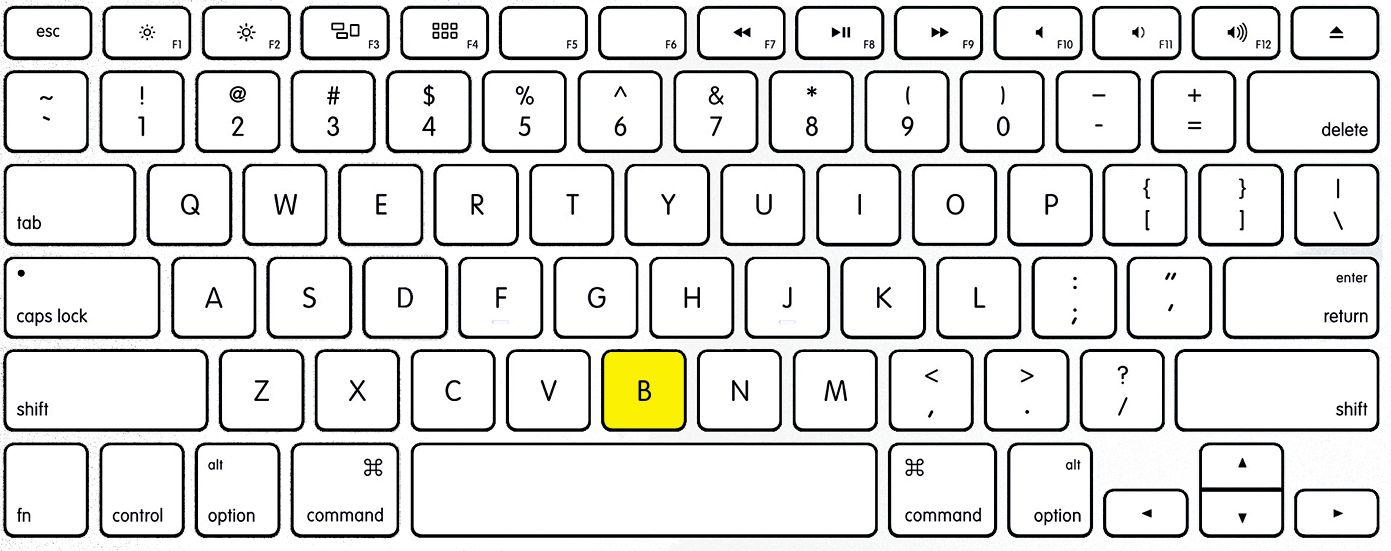 esc F1 F2 F3 F4 F5 F6 F7 F8 F9 F10 F11 F12
~ ! @ # $ % ^ & * ( ) – +
` 1 2 3 4 5 6 7 8 9 0 - = delete
{ } |
tab Q W E R T Y U I O P [ ] \
: " enter
caps lock A S D F G H J K L ; ' return
< > ?
shift Z X C V B N M , . / shift
alt ⌘ ⌘ alt
fn control option command command option